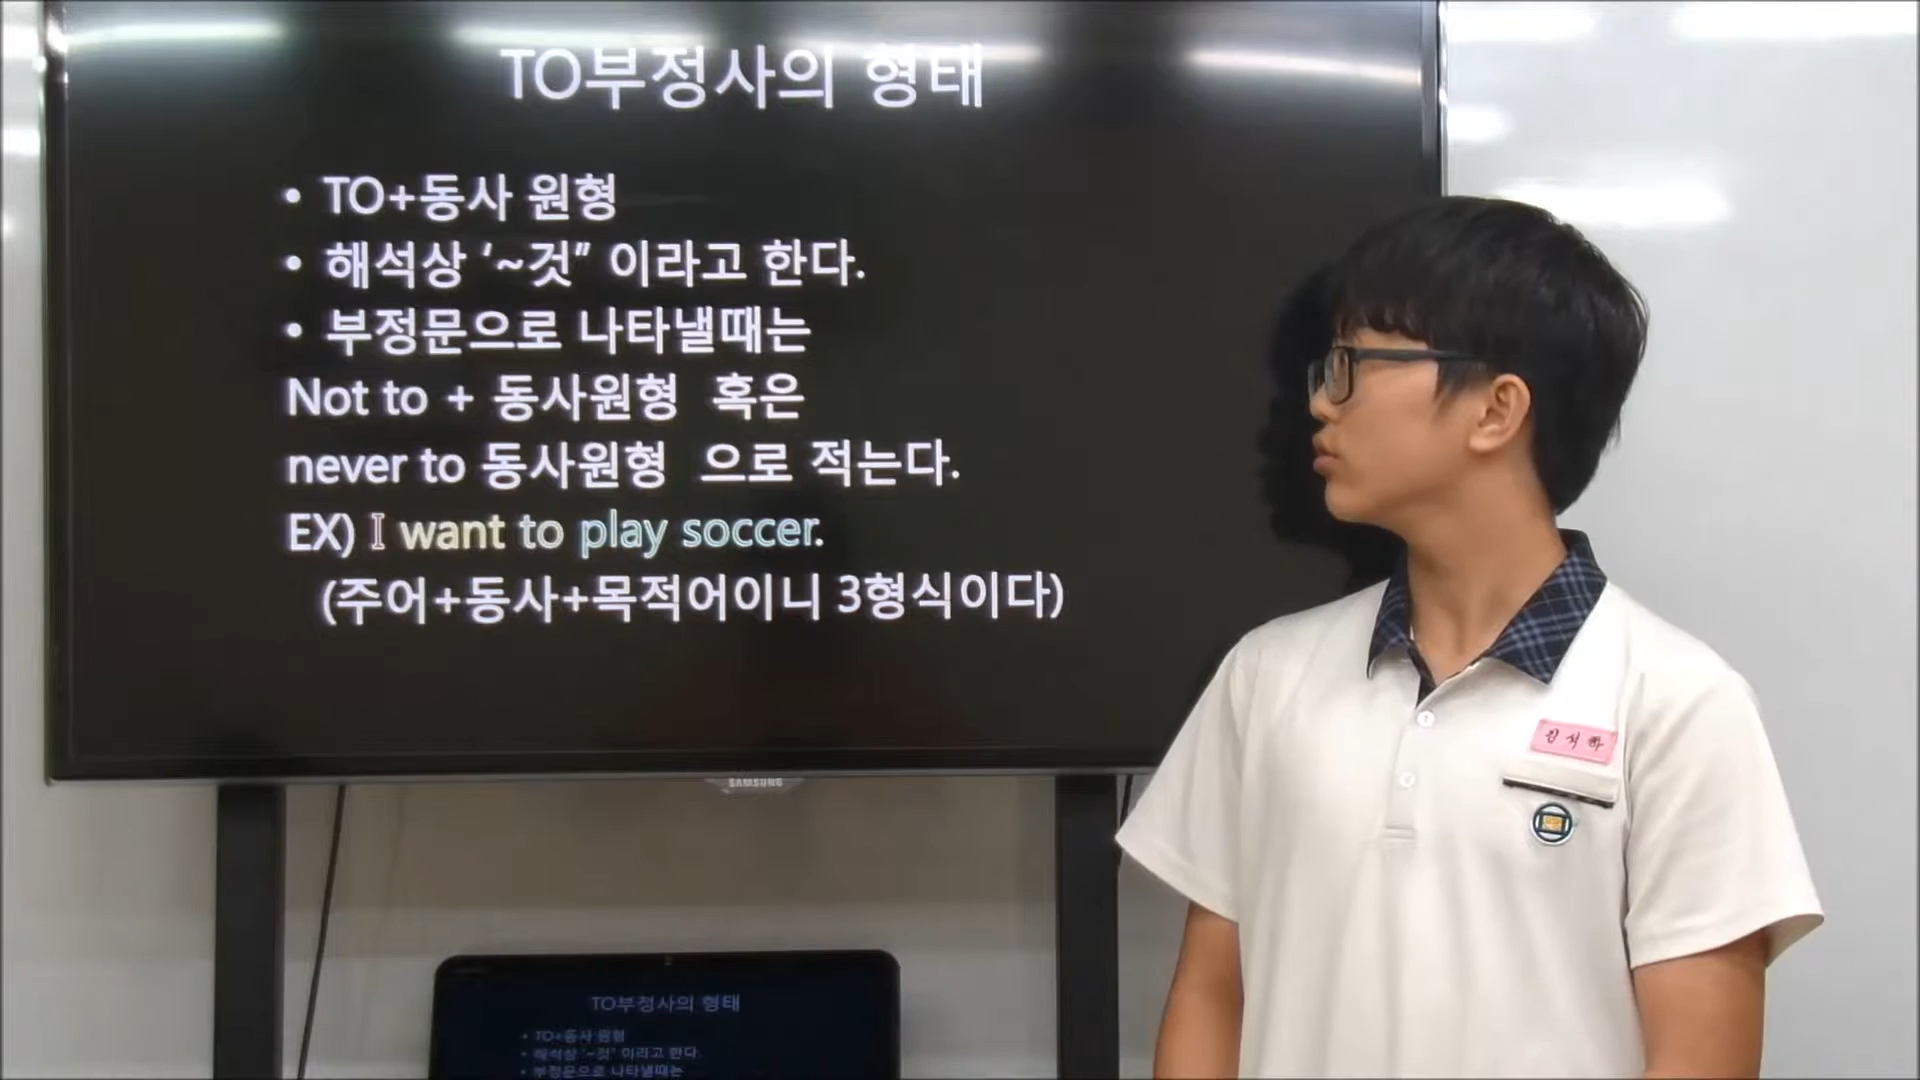 TO부정사의 형태
• TO+동사 원형
• 해석상 ‘~것” 이라고 한다.
• 부정문으로 나타낼때는
Not to + 동사원형 혹은
never to 동사원형 으로 적는다.
EX) I want to play soccer.
(주어+동사+목적어이니 3형식이다)
김석하
SAMSUNG
TO부정사의 형태
• TO+동사 원형
• 해석상 ‘~것” 이라고 한다.
• 부정문으로 나타낼때는